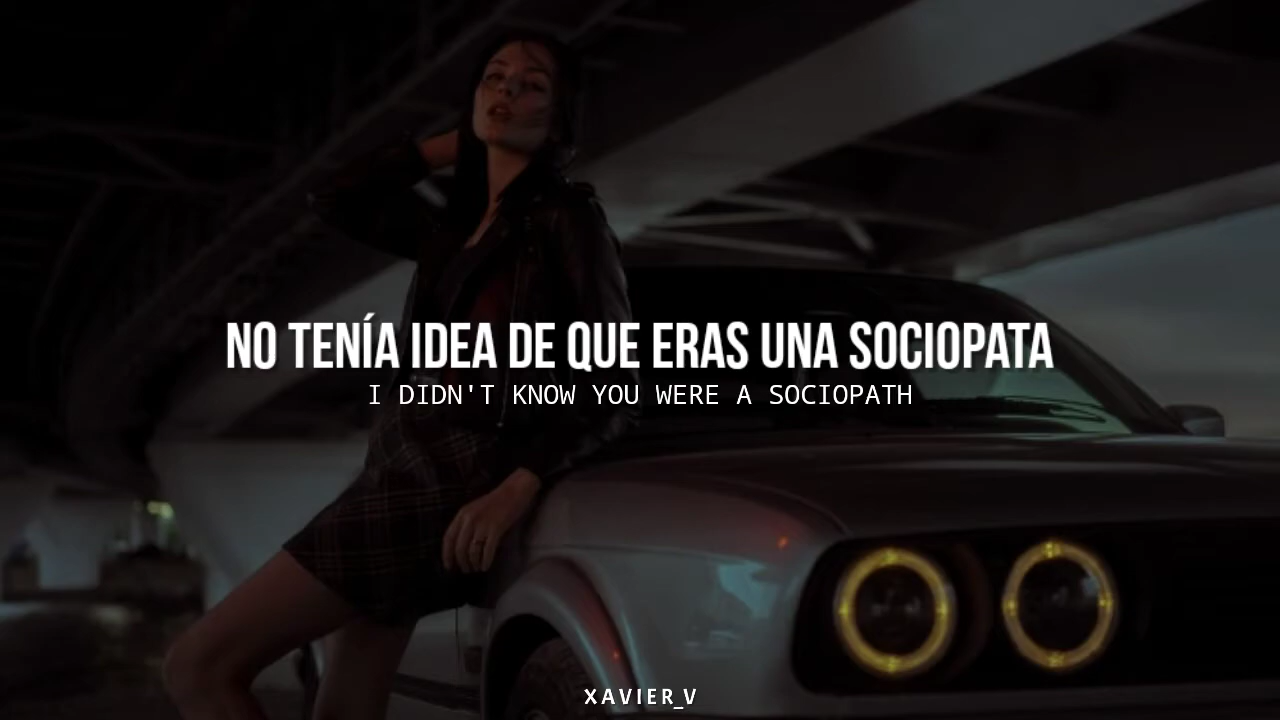 NO TENÍA IDEA DE QUE ERAS UNA SOCIOPATA
I DIDN'T KNOW YOU WERE A SOCIOPATH
XAVIER_V